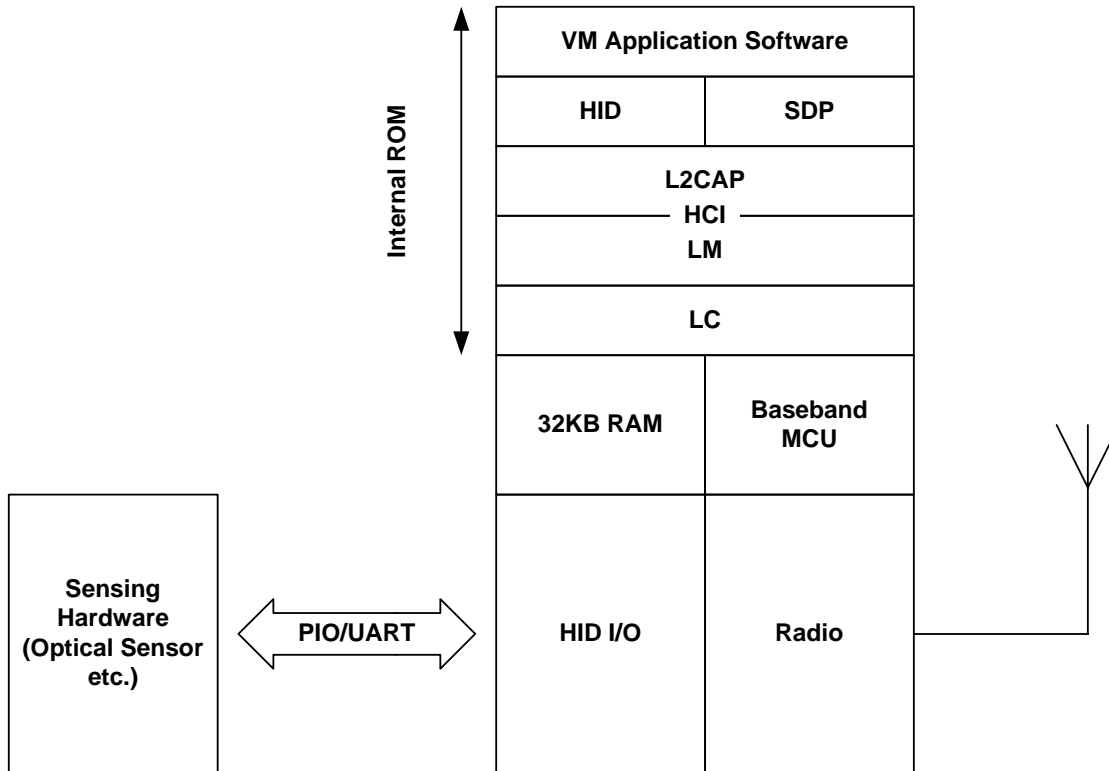 VM Application Software
HID
SDP
L2CAP
HCI
LM
LC
Internal ROM
32KB RAM
Baseband
MCU
Sensing
Hardware
(Optical Sensor
etc.)
PIO/UART
HID I/O
Radio